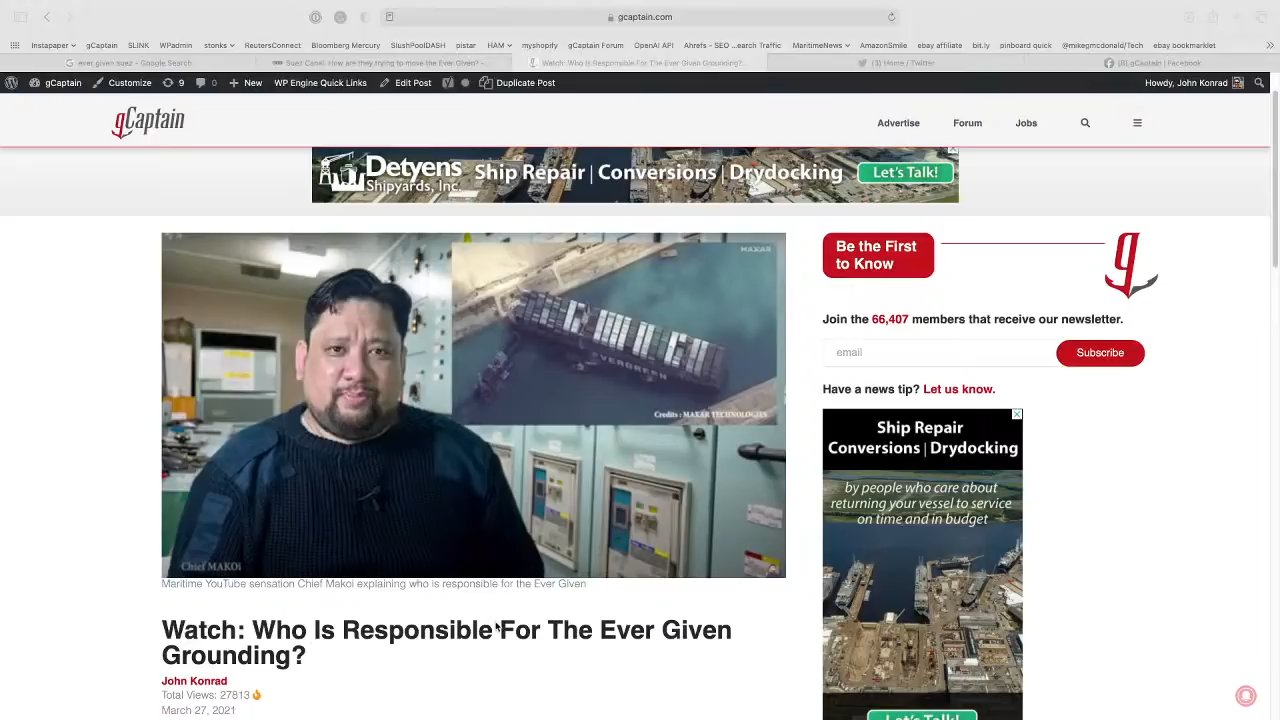 gcaptain.com
Instapaper gCaptain SLINK WPadmin stonks ReutersConnect Bloomberg Mercury SlushPoolDASH pistar HAM myshopify gCaptain Forum OpenAI API Ahrefs - SEO ...earch Traffic MaritimeNews AmazonSmile ebay affiliate bit.ly pinboard quick @mikegmcdonald/Tech ebay bookmarklet
ever given suez - Google Search Suez Canal: How are they trying to move the Ever Given? - Watch: Who Is Responsible For The Ever Given Grounding?... (3) Home / Twitter (8) gCaptain | Facebook
gCaptain Customize 9 0 New WP Engine Quick Links Edit Post Duplicate Post Howdy, John Konrad
gCaptain
Advertise Forum Jobs
Detyens
Shipyards, Inc.
Ship Repair | Conversions | Drydocking
Let's Talk!
MAXAR
EVERGREEN
Credits : MAXAR TECHNOLOGIES
Chief MAKOi
Maritime YouTube sensation Chief Makoi explaining who is responsible for the Ever Given
Watch: Who Is Responsible For The Ever Given
Grounding?
John Konrad
Total Views: 27813
March 27, 2021
Be the First
to Know
g
Join the 66,407 members that receive our newsletter.
email
Subscribe
Have a news tip? Let us know.
Ship Repair
Conversions | Drydocking
by people who care about
returning your vessel to service
on time and in budget
Let's Talk!